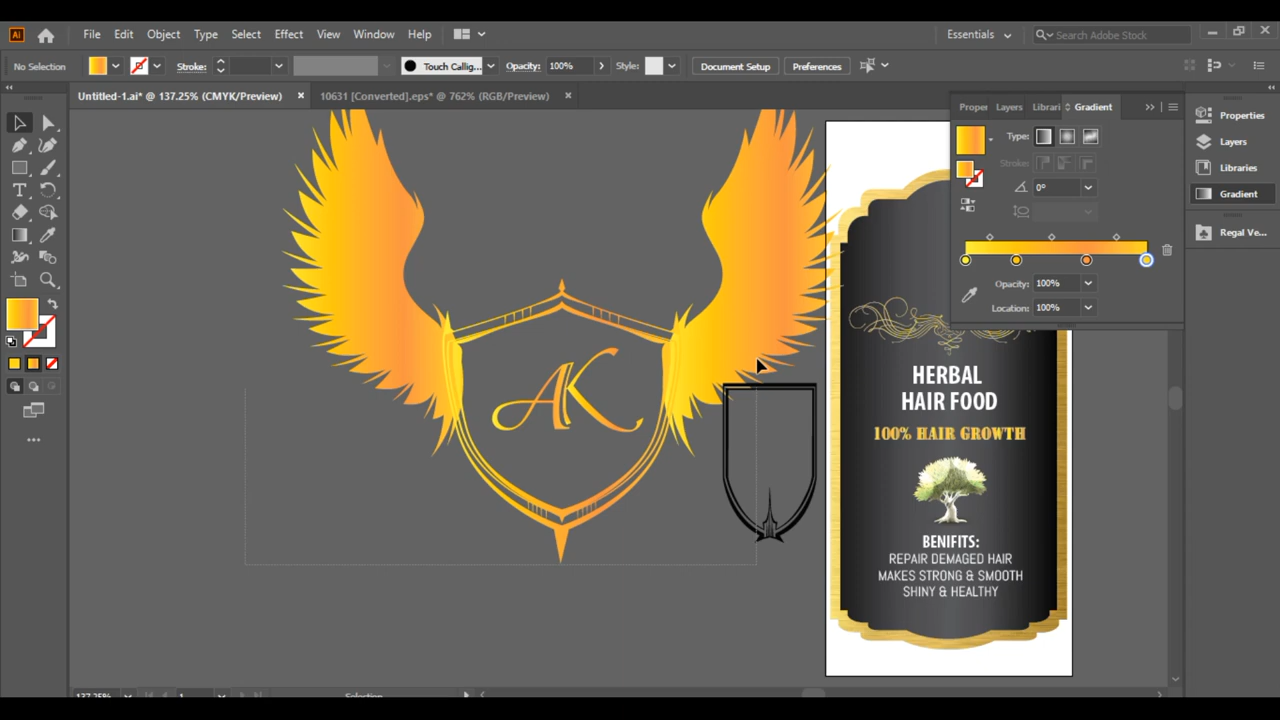 Ai File Edit Object Type Select Effect View Window Help Essentials Search Adobe Stock
No Selection Stroke: Touch Callig... Opacity: 100% Style: Document Setup Preferences
Untitled-1.ai* @ 137.25% (CMYK/Preview) × 10631 [Converted].eps* @ 762% (RGB/Preview) ×
Proper Layers Librari Gradient
Type:
Stroke:
0°
Opacity: 100%
Location: 100%
Properties
Layers
Libraries
Gradient
Regal Ve...
AK
HERBAL
HAIR FOOD
100% HAIR GROWTH
BENIFITS:
REPAIR DEMAGED HAIR
MAKES STRONG & SMOOTH
SHINY & HEALTHY
137.25% 1 Selection